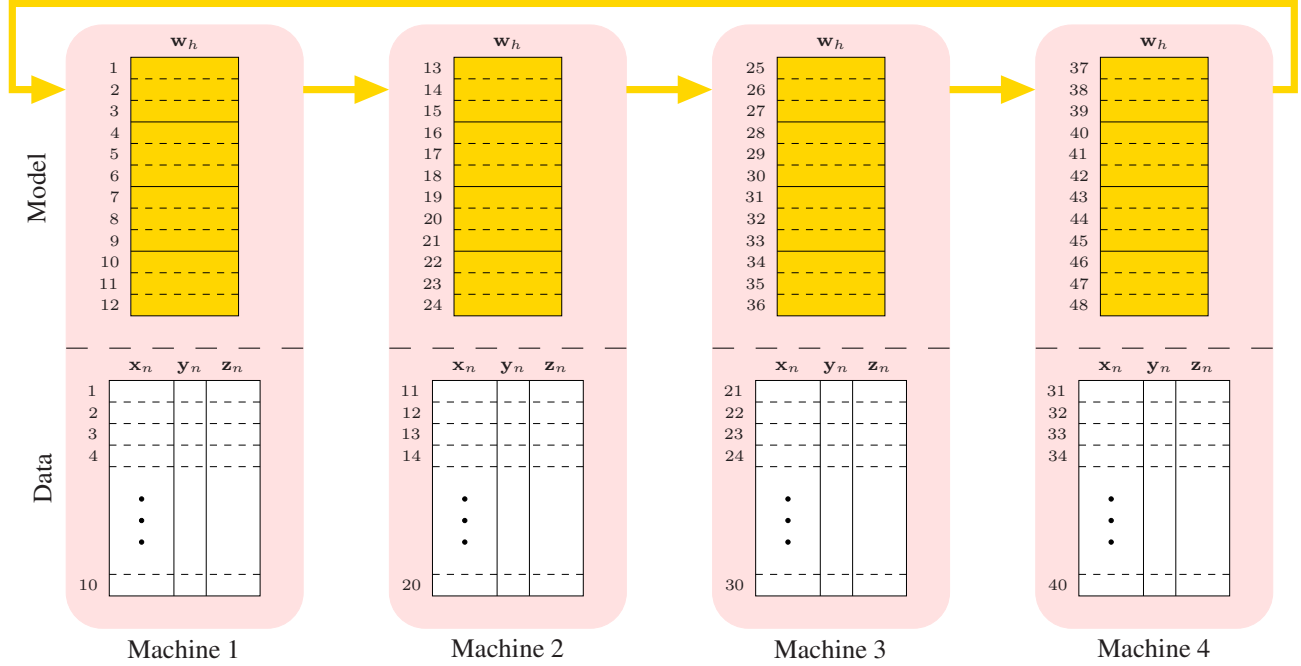 w_h w_h w_h w_h
1 13 25 37
2 14 26 38
3 15 27 39
4 16 28 40
5 17 29 41
6 18 30 42
7 19 31 43
8 20 32 44
9 21 33 45
10 22 34 46
11 23 35 47
12 24 36 48
Model
x_n y_n z_n x_n y_n z_n x_n y_n z_n x_n y_n z_n
1 11 21 31
2 12 22 32
3 13 23 33
4 14 24 34
10 20 30 40
Data
Machine 1 Machine 2 Machine 3 Machine 4